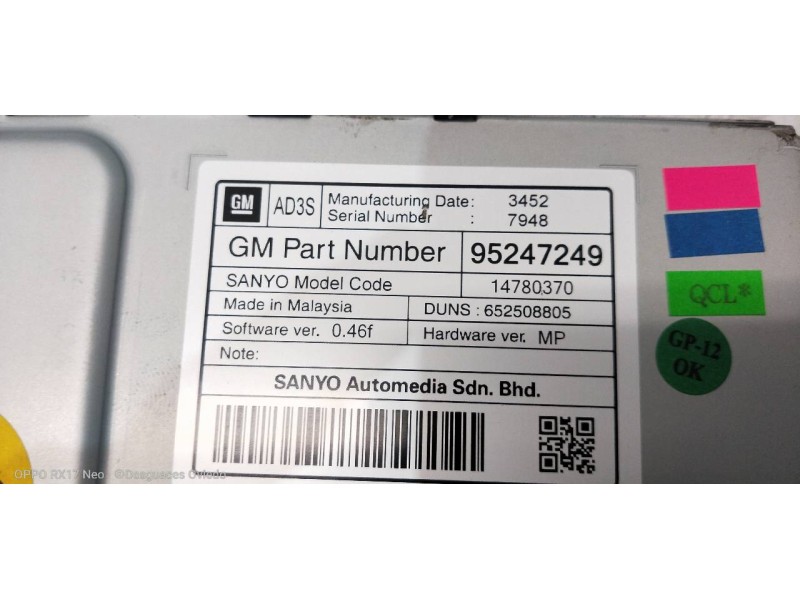 GM AD3S Manufacturing Date: 3452
Serial Number : 7948
GM Part Number 95247249
SANYO Model Code 14780370
Made in Malaysia DUNS : 652508805
Software ver. 0.46f Hardware ver. MP
Note:
SANYO Automedia Sdn. Bhd.
QCL*
GP-12
OK
OPPO RX17 Neo ©Desgueces Oviedo